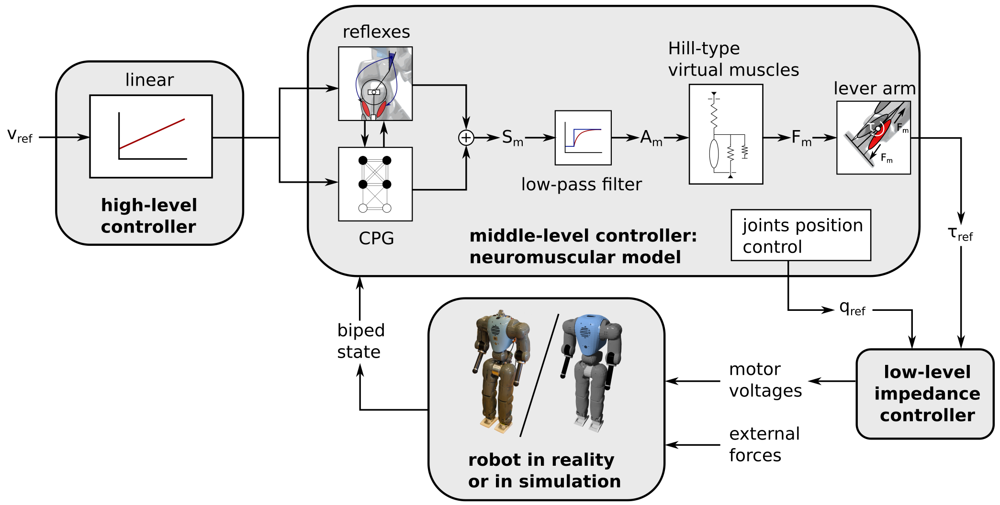 v_ref
linear
high-level
controller
reflexes
CPG
+
S_m
low-pass filter
A_m
Hill-type
virtual muscles
F_m
lever arm
τ
F_m
F_m
middle-level controller:
neuromuscular model
joints position
control
τ_ref
q_ref
low-level
impedance
controller
motor
voltages
external
forces
biped
state
robot in reality
or in simulation